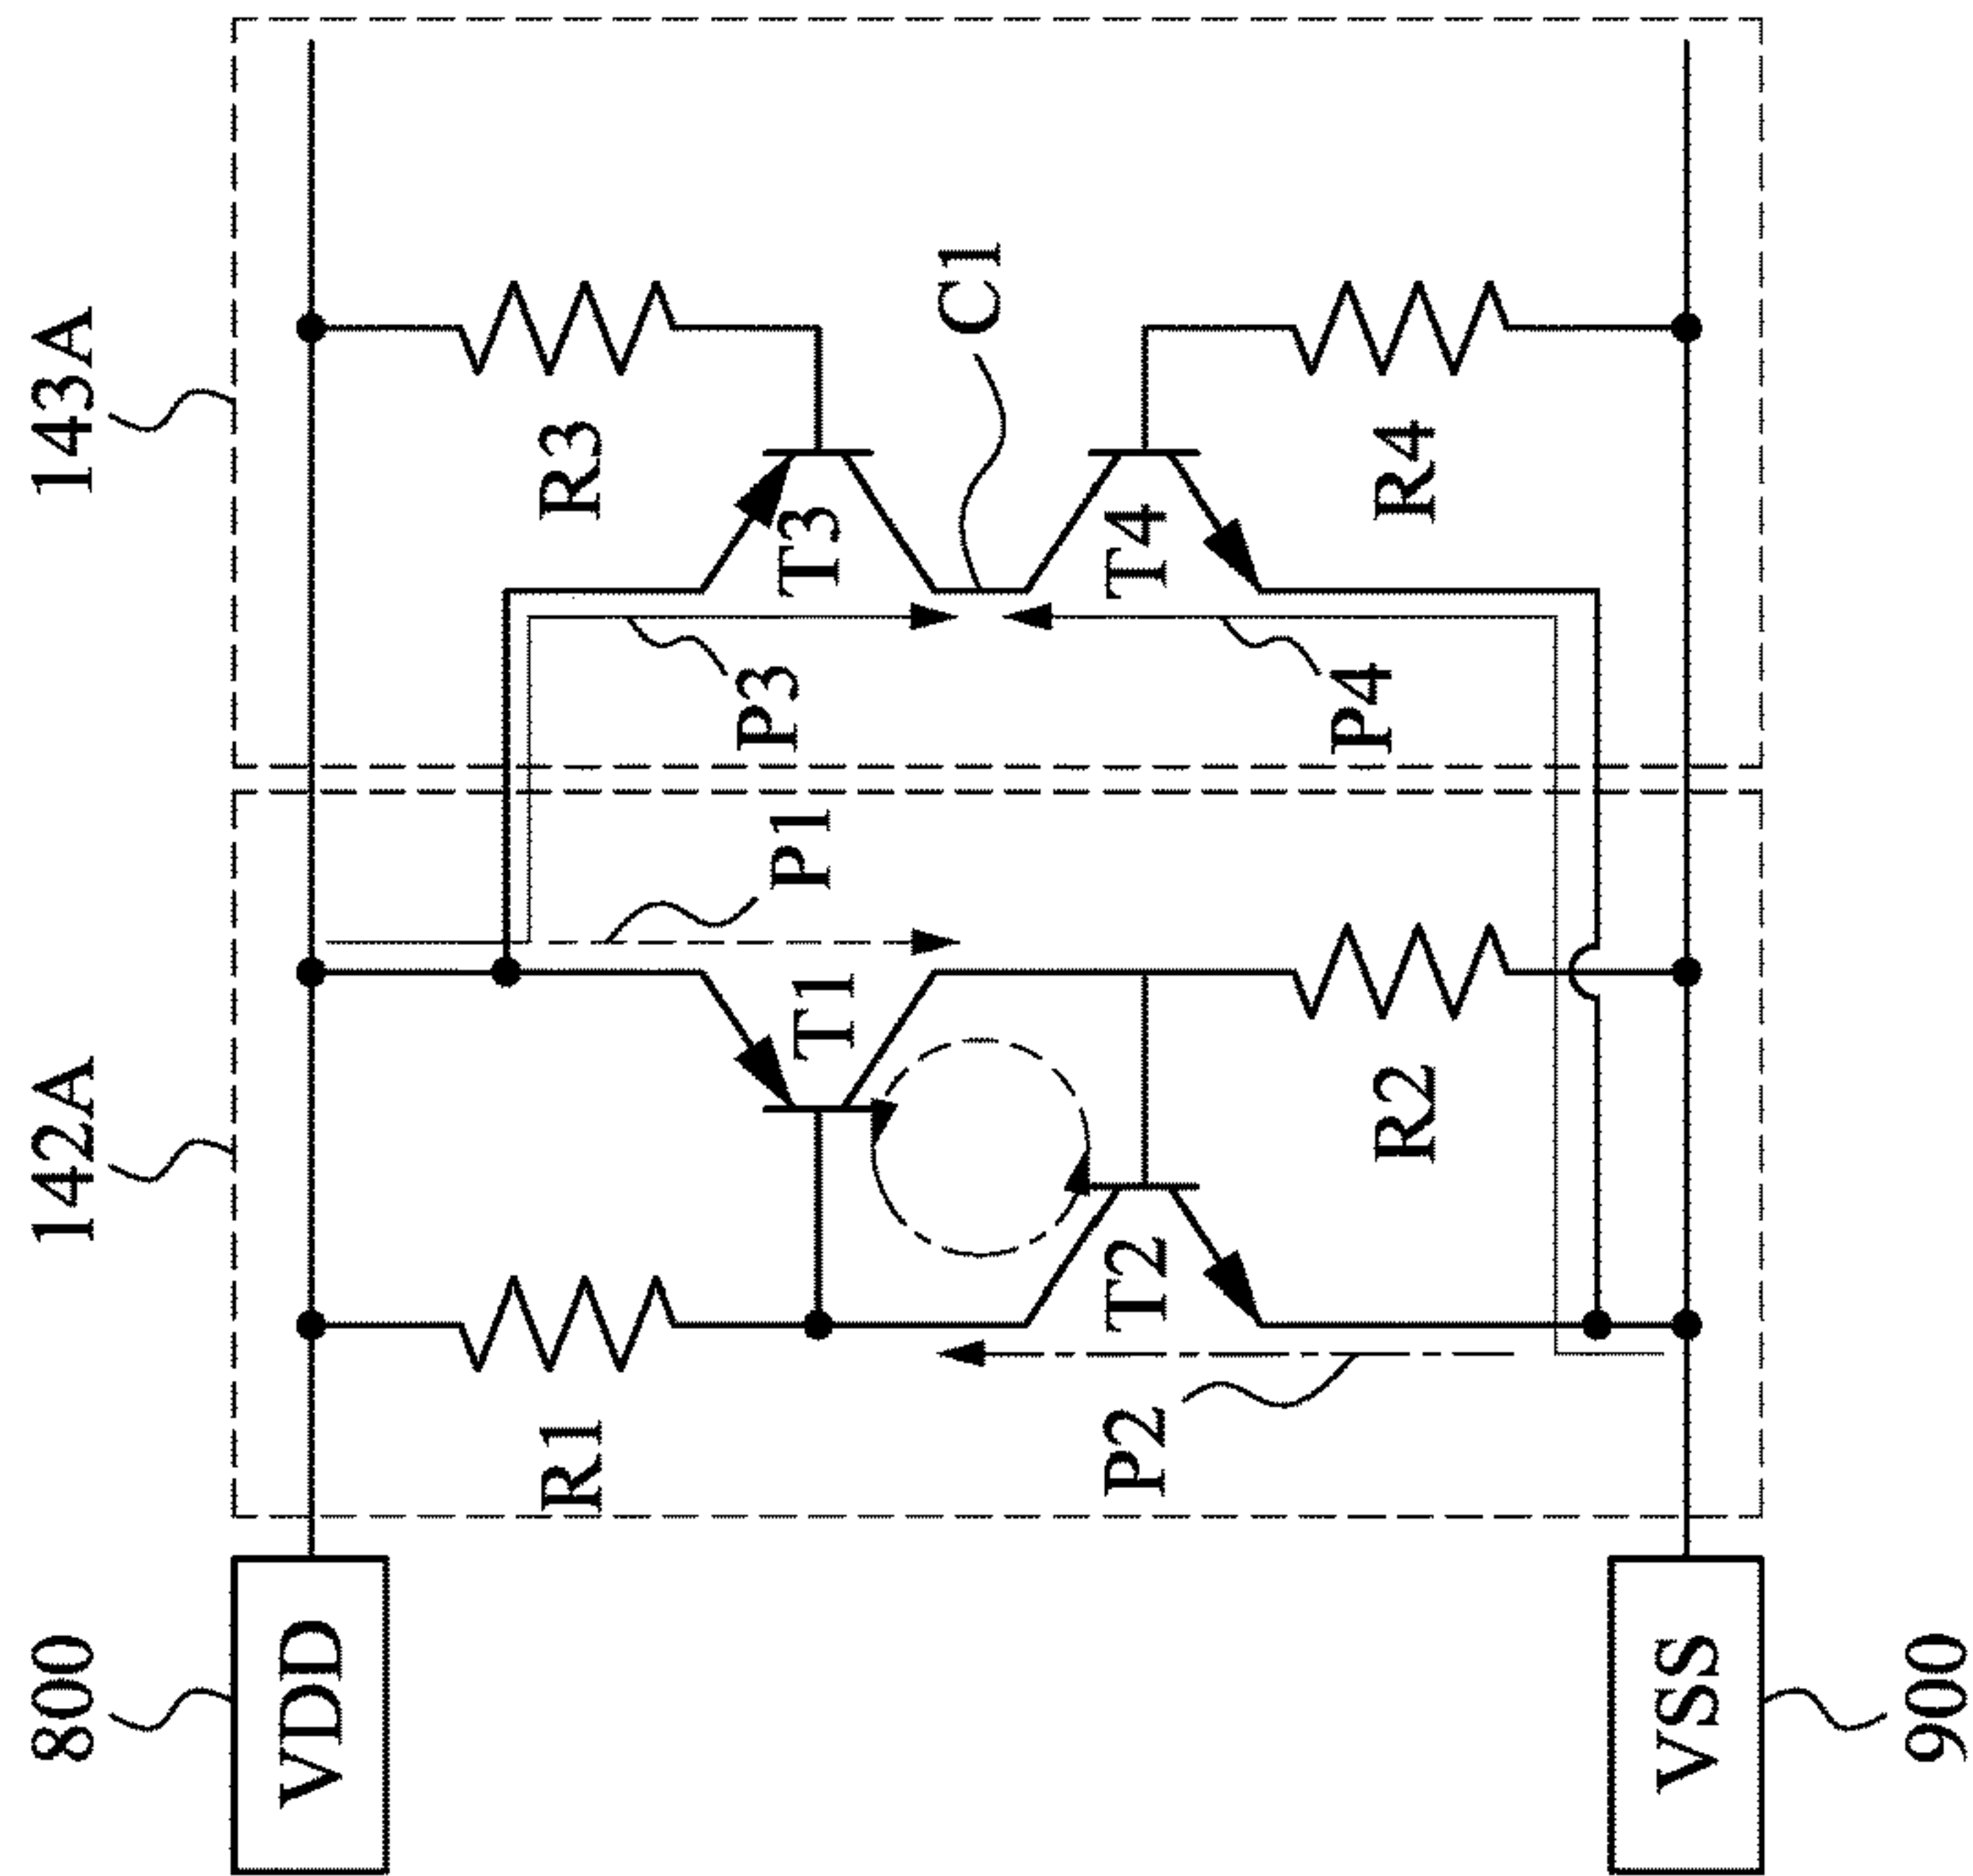 800
142A
143A
VDD
R1
R3
T1
P1
P3
T3
C1
P2
T2
T4
R2
P4
R4
VSS
900